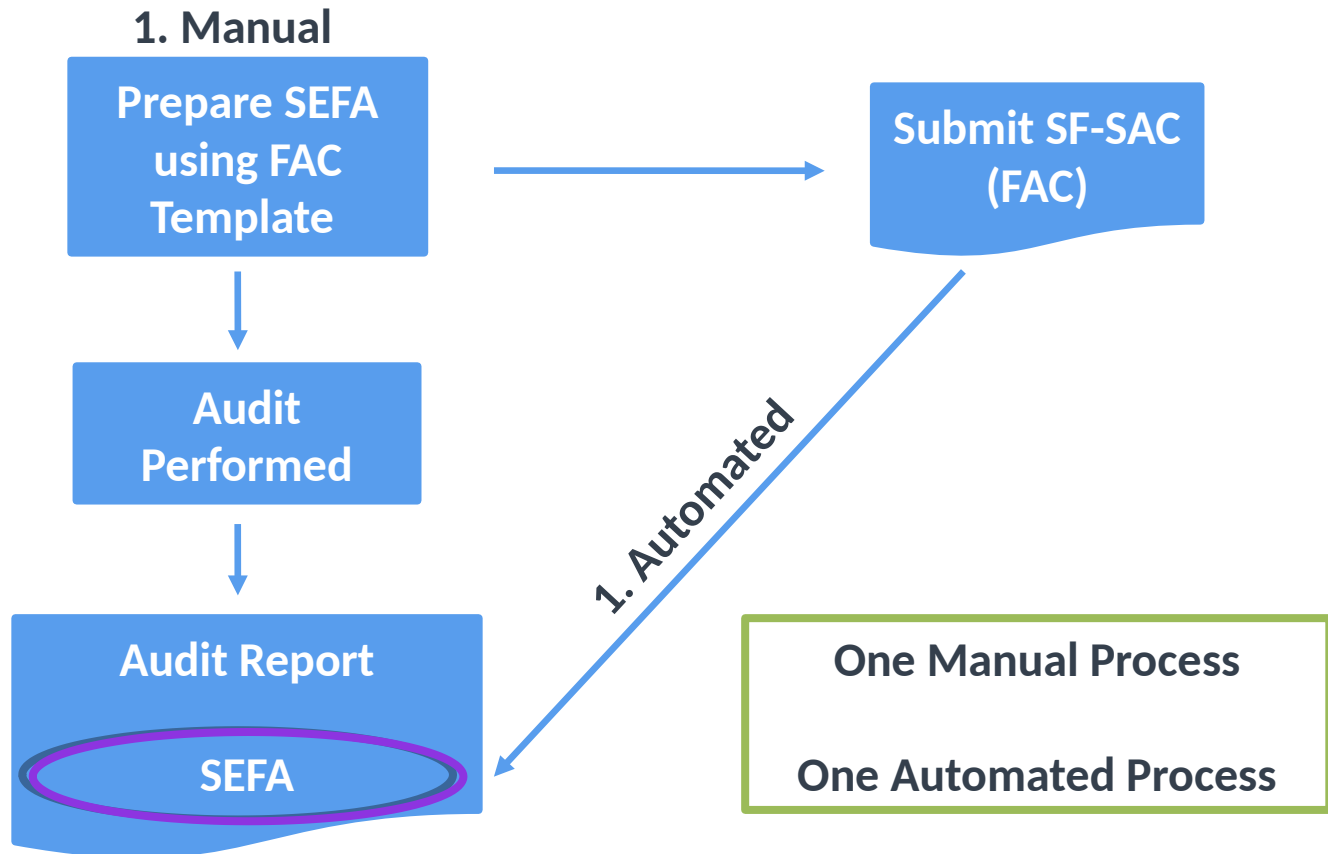 1. Manual
Prepare SEFA
using FAC
Template
Submit SF-SAC
(FAC)
Audit
Performed
1. Automated
Audit Report
SEFA
One Manual Process
One Automated Process